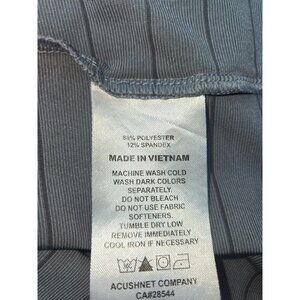 88% POLYESTER
12% SPANDEX
MADE IN VIETNAM
MACHINE WASH COLD
WASH DARK COLORS
SEPARATELY.
DO NOT BLEACH
DO NOT USE FABRIC
SOFTENERS.
TUMBLE DRY LOW
REMOVE IMMEDIATELY
COOL IRON IF NECESSARY
ACUSHNET COMPANY
CA#28544